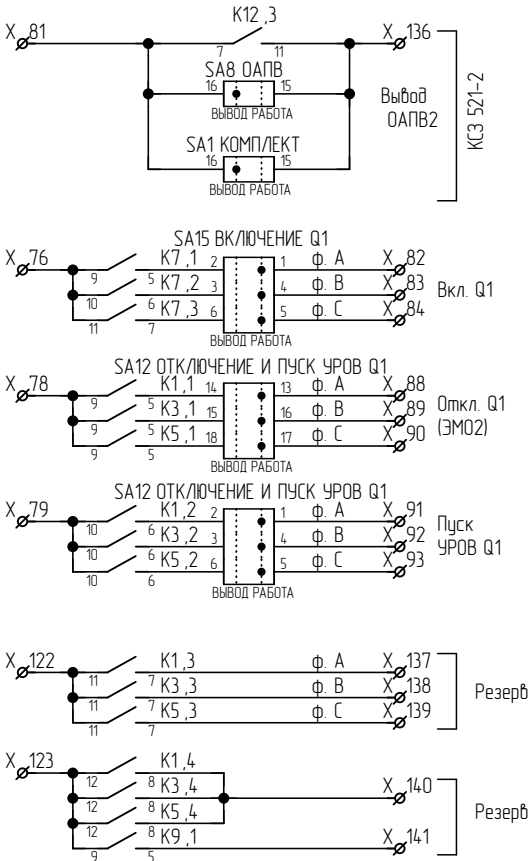 К12,3
X 81 X 136
7 11
SA8 ОАПВ
16 15
ВЫВОД РАБОТА
Вывод
ОАПВ2
КСЗ 521-2
SA1 КОМПЛЕКТ
16 15
ВЫВОД РАБОТА
SA15 ВКЛЮЧЕНИЕ Q1
X 76 К7,1 2 1 ф. А X 82
9 5 К7,2 3 4 ф. В X 83
10 6 К7,3 6 5 ф. С X 84
11 7
Вкл. Q1
ВЫВОД РАБОТА
SA12 ОТКЛЮЧЕНИЕ И ПУСК УРОВ Q1
X 78 К1,1 14 13 ф. А X 88
9 5 К3,1 15 16 ф. В X 89
9 5 К5,1 18 17 ф. С X 90
9 5
Откл. Q1
(ЭМО2)
ВЫВОД РАБОТА
SA12 ОТКЛЮЧЕНИЕ И ПУСК УРОВ Q1
X 79 К1,2 2 1 ф. А X 91
10 6 К3,2 3 4 ф. В X 92
10 6 К5,2 6 5 ф. С X 93
10 6
Пуск
УРОВ Q1
ВЫВОД РАБОТА
X 122 К1,3 ф. А X 137
11 7 К3,3 ф. В X 138
11 7 К5,3 ф. С X 139
11 7
Резерв
X 123 К1,4
12 8 К3,4 X 140
12 8 К5,4
12 8 К9,1 X 141
9 5
Резерв